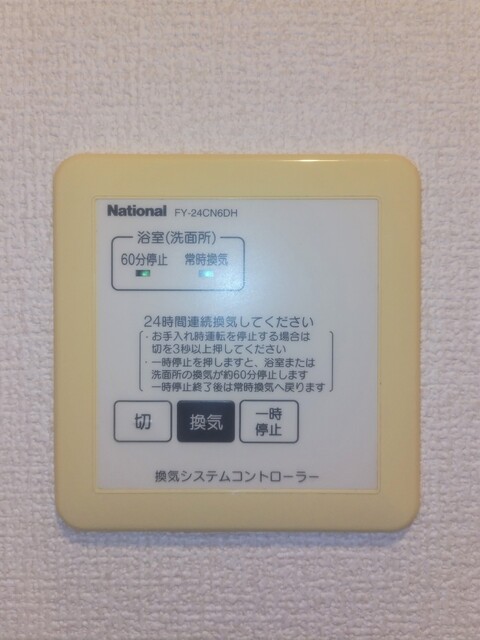 National FY-24CN6DH
浴室(洗面所)
60分停止 常時換気
24時間連続換気してください
・お手入れ時運転を停止する場合は
切を3秒以上押してください
・一時停止を押しますと、浴室または
洗面所の換気が約60分停止します
一時停止終了後は常時換気へ戻ります
切 換気 一時
停止
換気システムコントローラー